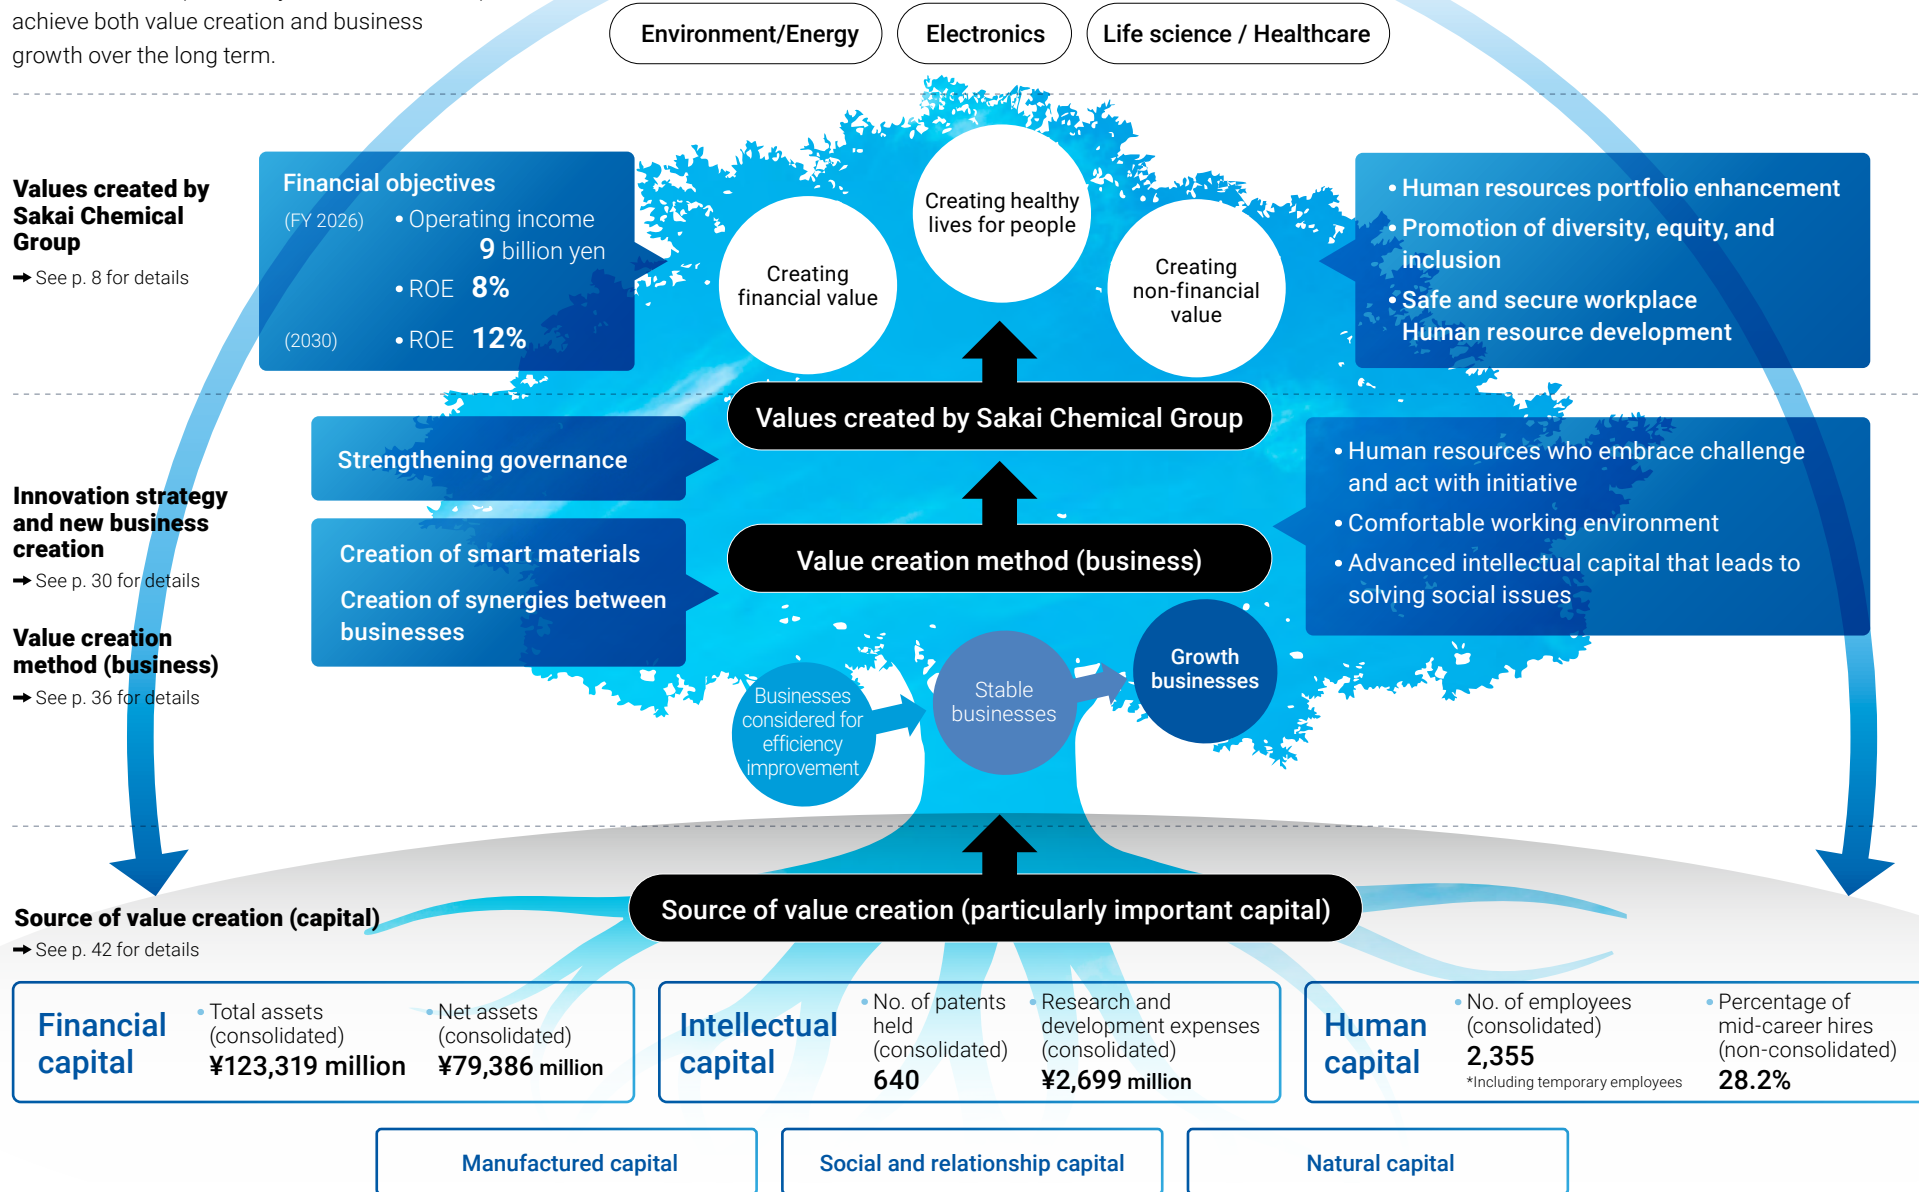 achieve both value creation and business
growth over the long term.
Environment/Energy
Electronics
Life science / Healthcare
Values created by
Sakai Chemical
Group
➞ See p. 8 for details
Financial objectives
(FY 2026)
• Operating income
9 billion yen
• ROE 8%
(2030)
• ROE 12%
Creating
financial value
Creating healthy
lives for people
Creating
non-financial
value
• Human resources portfolio enhancement
• Promotion of diversity, equity, and
inclusion
• Safe and secure workplace
Human resource development
Values created by Sakai Chemical Group
Innovation strategy
and new business
creation
➞ See p. 30 for details
Strengthening governance
Creation of smart materials
Creation of synergies between
businesses
Value creation method (business)
• Human resources who embrace challenge
and act with initiative
• Comfortable working environment
• Advanced intellectual capital that leads to
solving social issues
Value creation
method (business)
➞ See p. 36 for details
Businesses
considered for
efficiency
improvement
Stable
businesses
Growth
businesses
Source of value creation (capital)
➞ See p. 42 for details
Source of value creation (particularly important capital)
Financial
capital
• Total assets
(consolidated)
¥123,319 million
• Net assets
(consolidated)
¥79,386 million
Intellectual
capital
• No. of patents
held
(consolidated)
640
• Research and
development expenses
(consolidated)
¥2,699 million
Human
capital
• No. of employees
(consolidated)
2,355
*Including temporary employees
• Percentage of
mid-career hires
(non-consolidated)
28.2%
Manufactured capital
Social and relationship capital
Natural capital